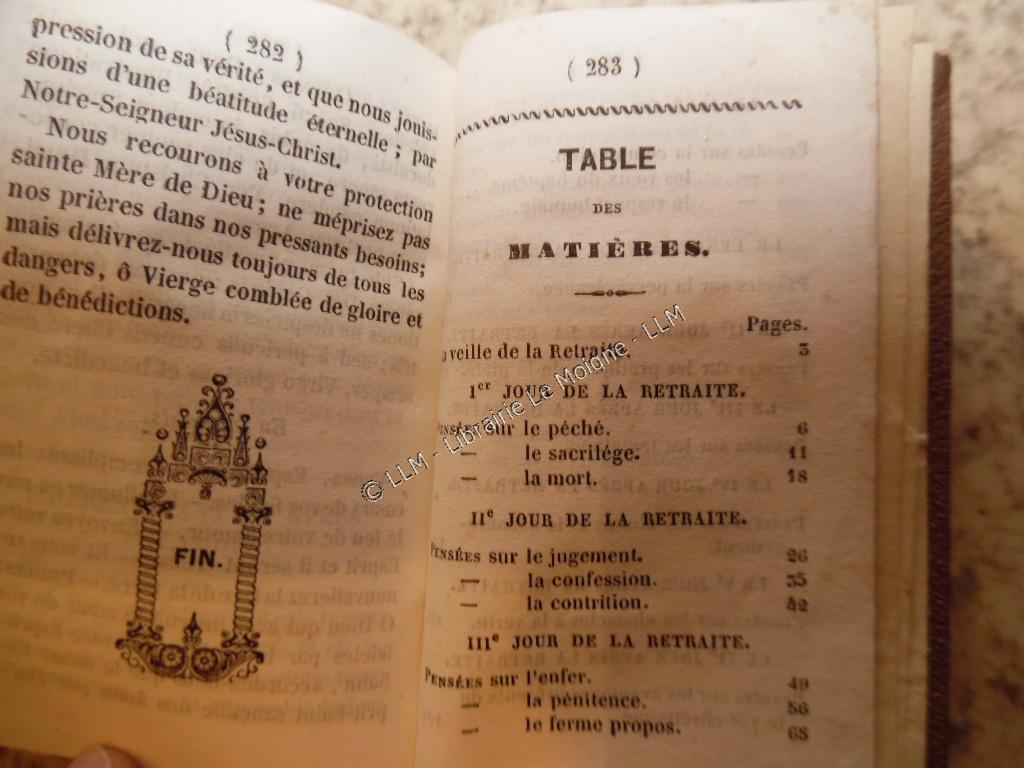 ( 282 )
pression de sa vérité, et que nous jouis-
sions d'une béatitude éternelle ; par
Notre-Seigneur Jésus-Christ.
Nous recourons à votre protection
sainte Mère de Dieu ; ne méprisez pas
nos prières dans nos pressants besoins;
mais délivrez-nous toujours de tous les
dangers, ô Vierge comblée de gloire et
de bénédictions.
FIN.
( 283 )
TABLE
DES
MATIÈRES.
Pages.
veille de la Retraite. 3
Ier JOUR DE LA RETRAITE.
PENSÉES sur le péché. 6
— le sacrilége. 11
— la mort. 18
IIe JOUR DE LA RETRAITE.
PENSÉES sur le jugement. 26
— la confession. 35
— la contrition. 42
IIIe JOUR DE LA RETRAITE.
PENSÉES sur l'enfer. 49
— la pénitence. 86
— le ferme propos. 65
© LLM - Librairie Le Moigne - LLM